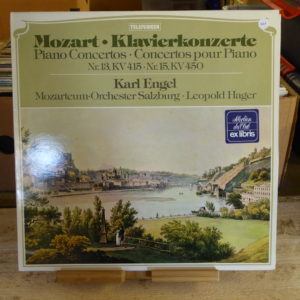 TELEFUNKEN
Mozart · Klavierkonzerte
Piano Concertos · Concertos pour Piano
Nr. 13, KV 415 · Nr. 15, KV 450
Karl Engel
Mozarteum-Orchester Salzburg · Leopold Hager
ex libris